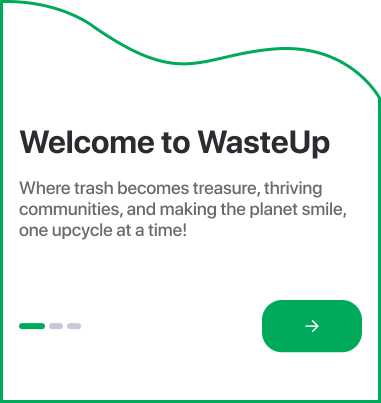 Welcome to WasteUp
Where trash becomes treasure, thriving
communities, and making the planet smile,
one upcycle at a time!